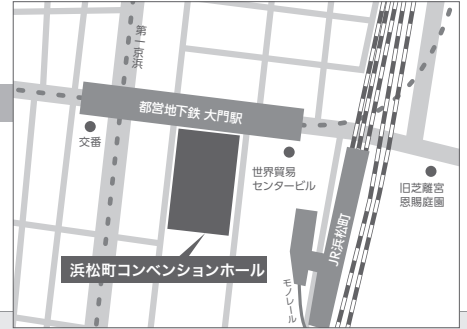 第一京浜
都営地下鉄 大門駅
交番
世界貿易
センタービル
旧芝離宮
恩賜庭園
JR浜松町
浜松町コンベンションホール
モノレール